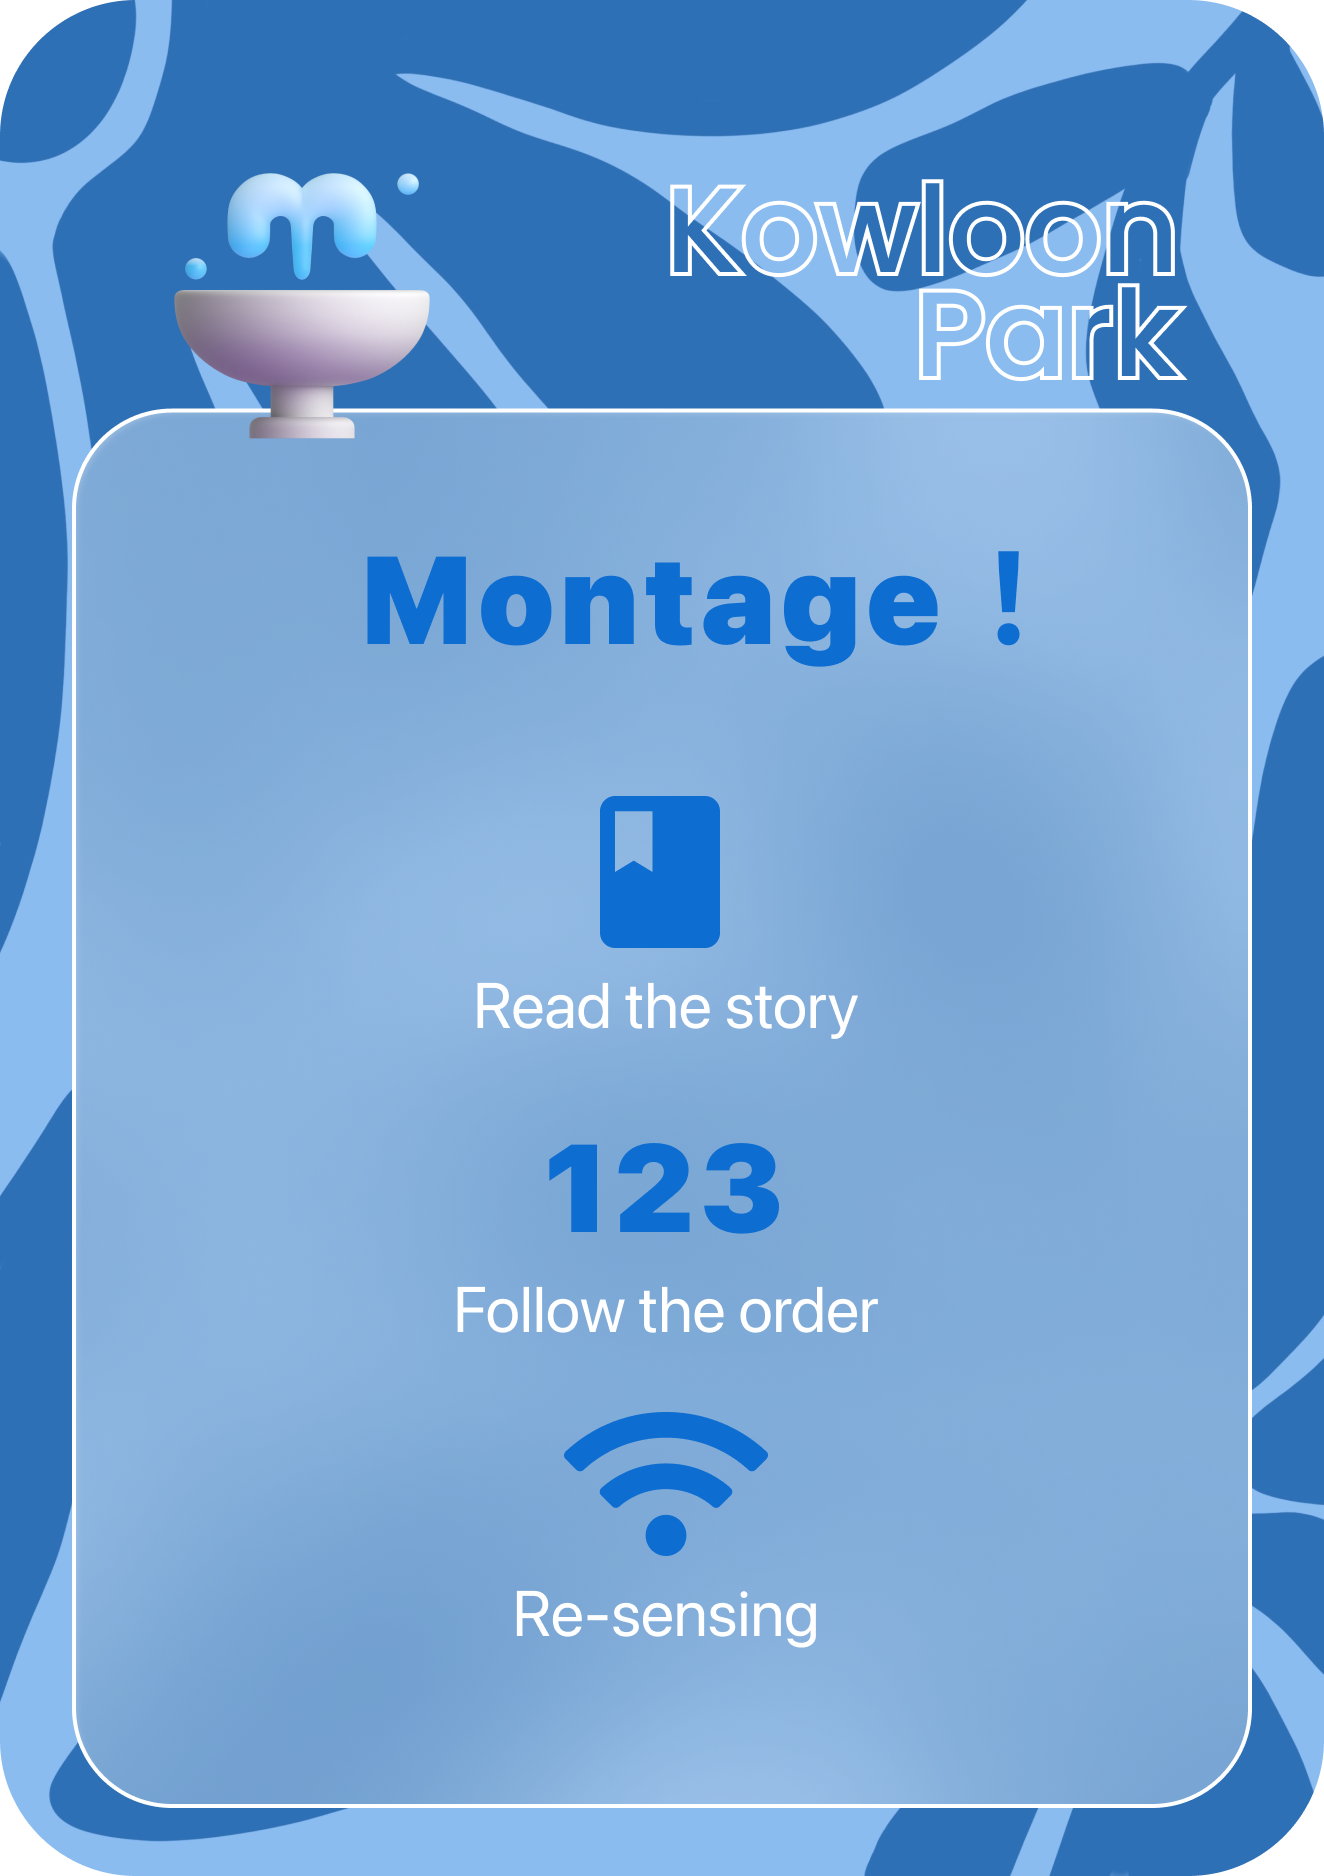 Kowloon
Park
Montage !
Read the story
123
Follow the order
Re-sensing